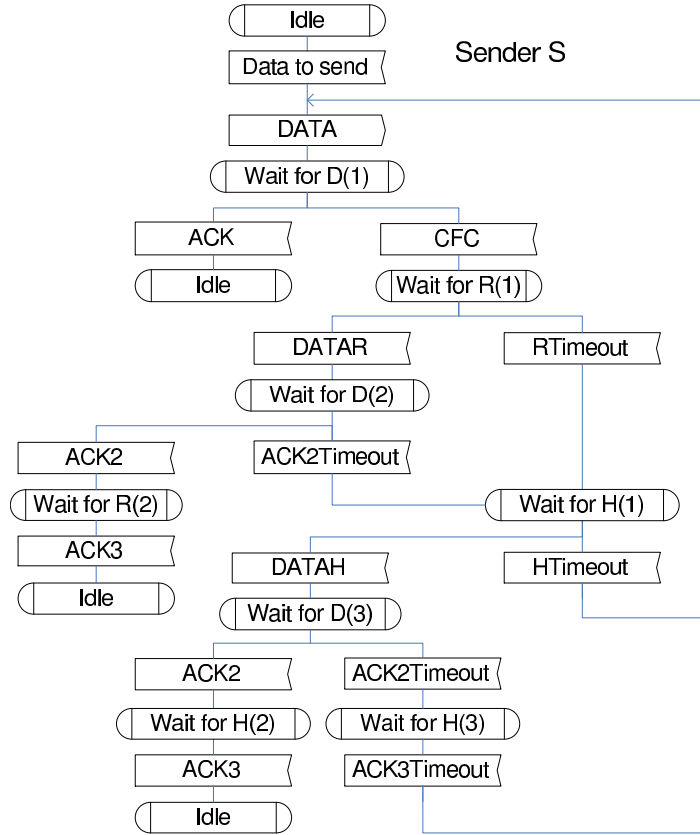 Idle
Data to send
Sender S
DATA
Wait for D(1)
ACK
CFC
Idle
Wait for R(1)
DATAR
RTimeout
Wait for D(2)
ACK2
ACK2Timeout
Wait for R(2)
Wait for H(1)
ACK3
DATAH
HTimeout
Idle
Wait for D(3)
ACK2
ACK2Timeout
Wait for H(2)
Wait for H(3)
ACK3
ACK3Timeout
Idle